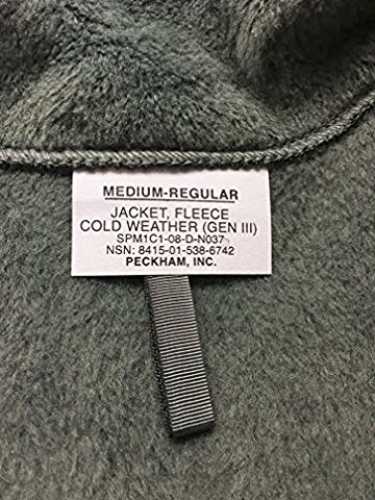 MEDIUM-REGULAR
JACKET, FLEECE
COLD WEATHER (GEN III)
SPM1C1-08-D-N037
NSN: 8415-01-538-6742
PECKHAM, INC.